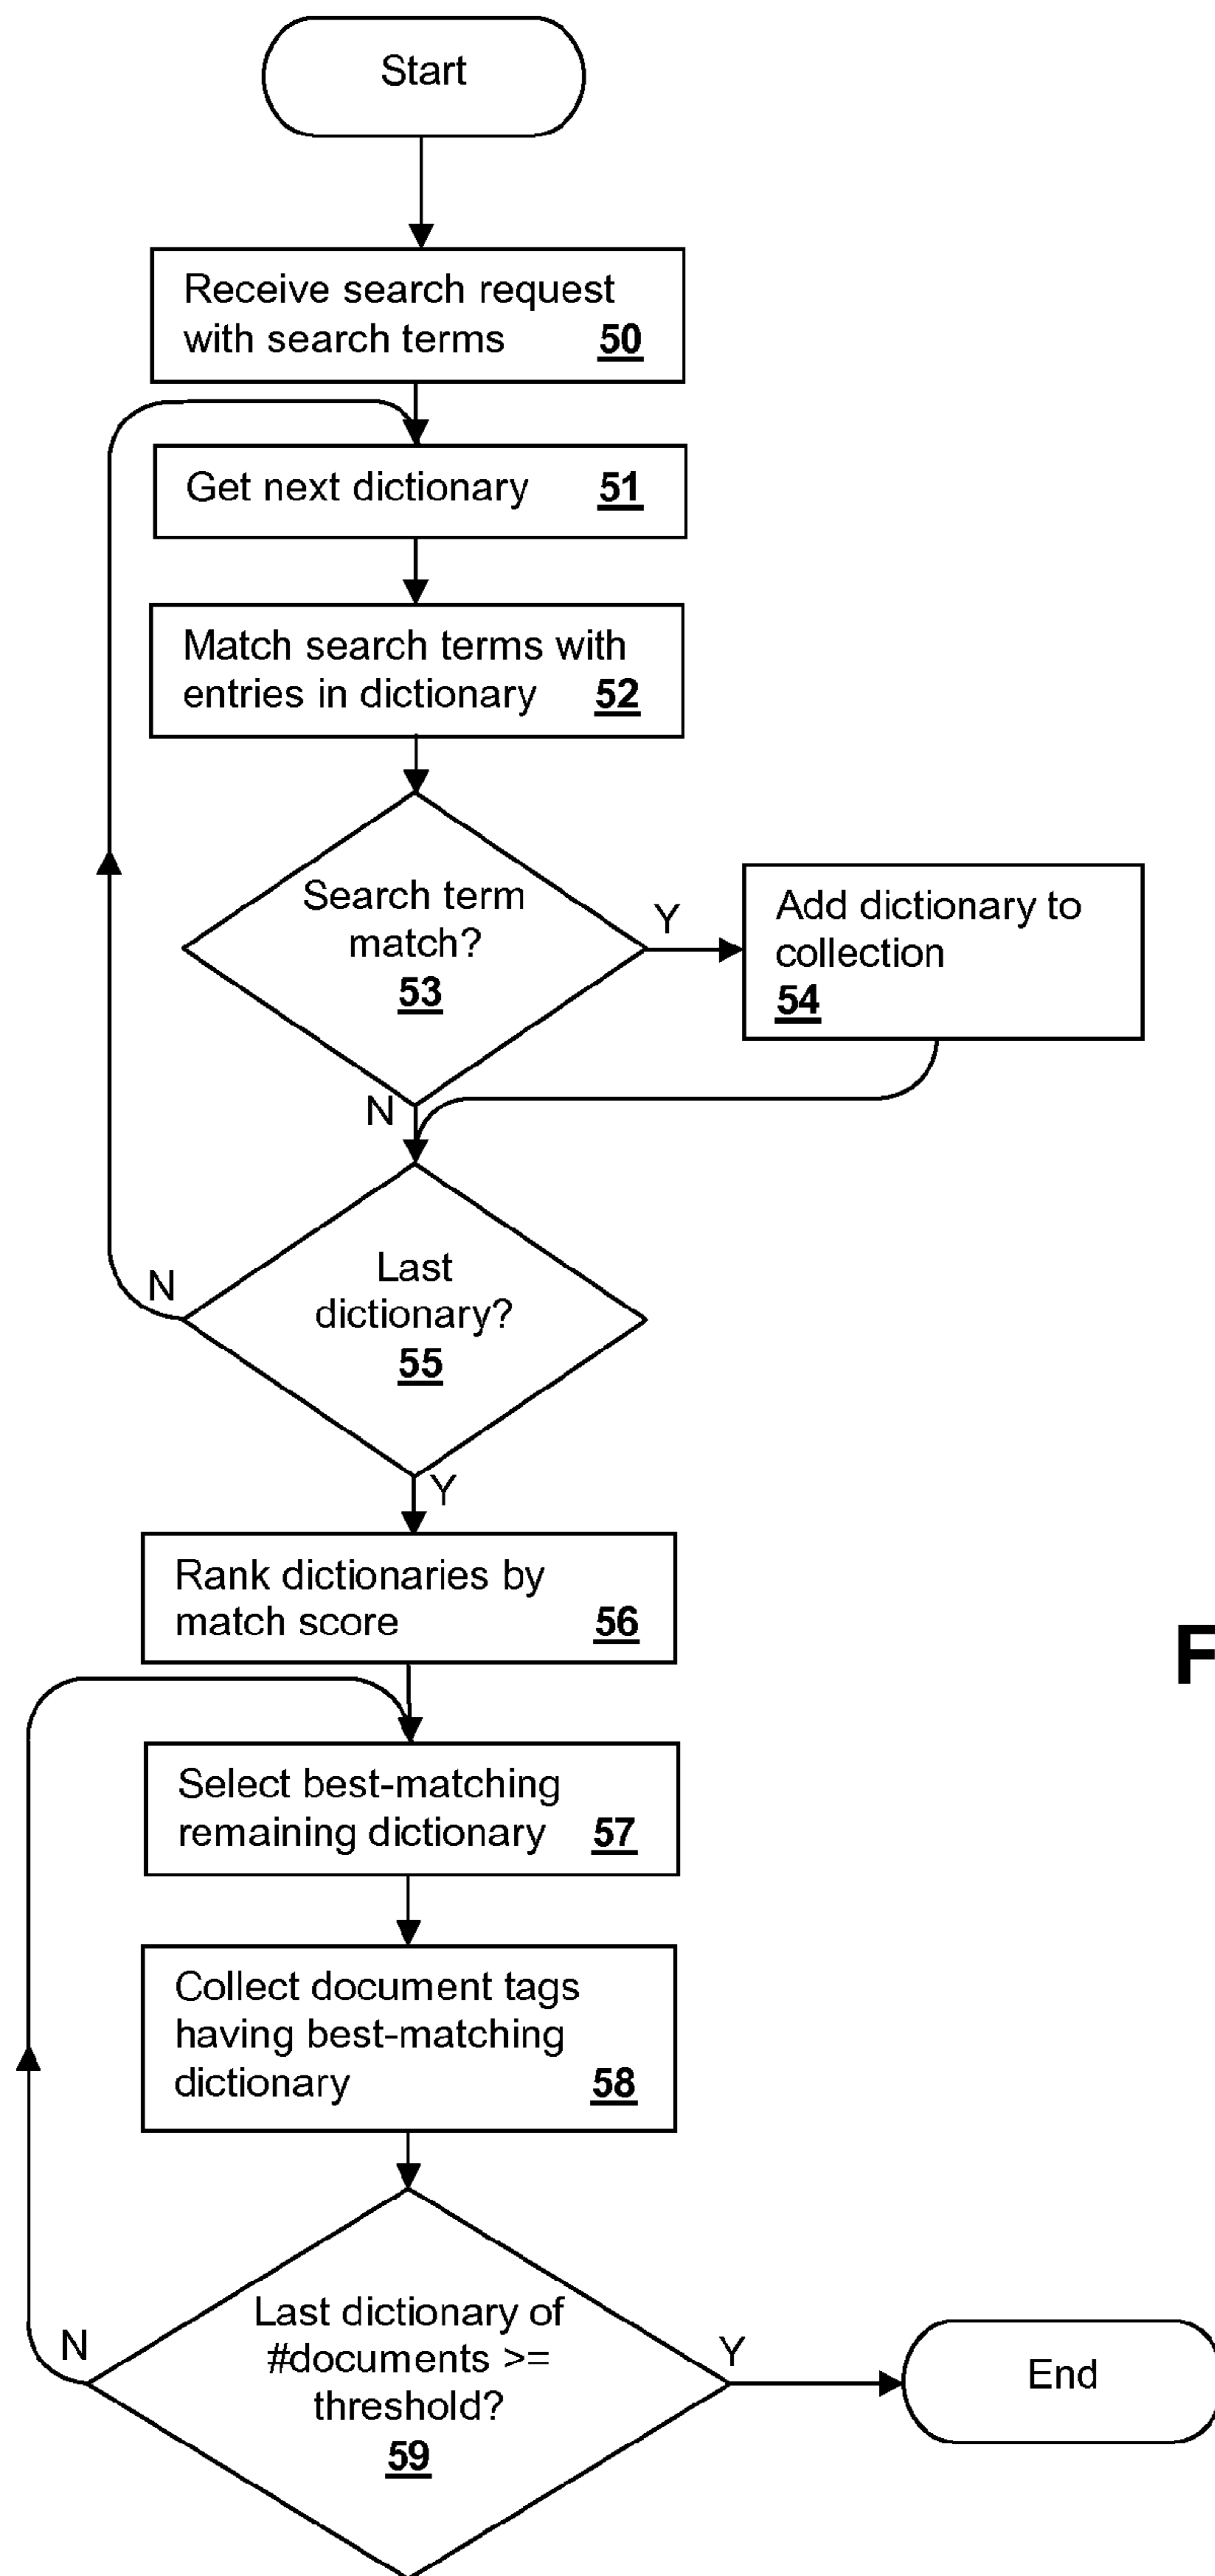 Start
Receive search request
with search terms 50
Get next dictionary 51
Match search terms with
entries in dictionary 52
Search term
match?
53
Y
Add dictionary to
collection
54
N
Last
dictionary?
55
N
Y
Rank dictionaries by
match score 56
F
Select best-matching
remaining dictionary 57
Collect document tags
having best-matching
dictionary 58
Last dictionary of
#documents >=
threshold?
59
N
Y
End